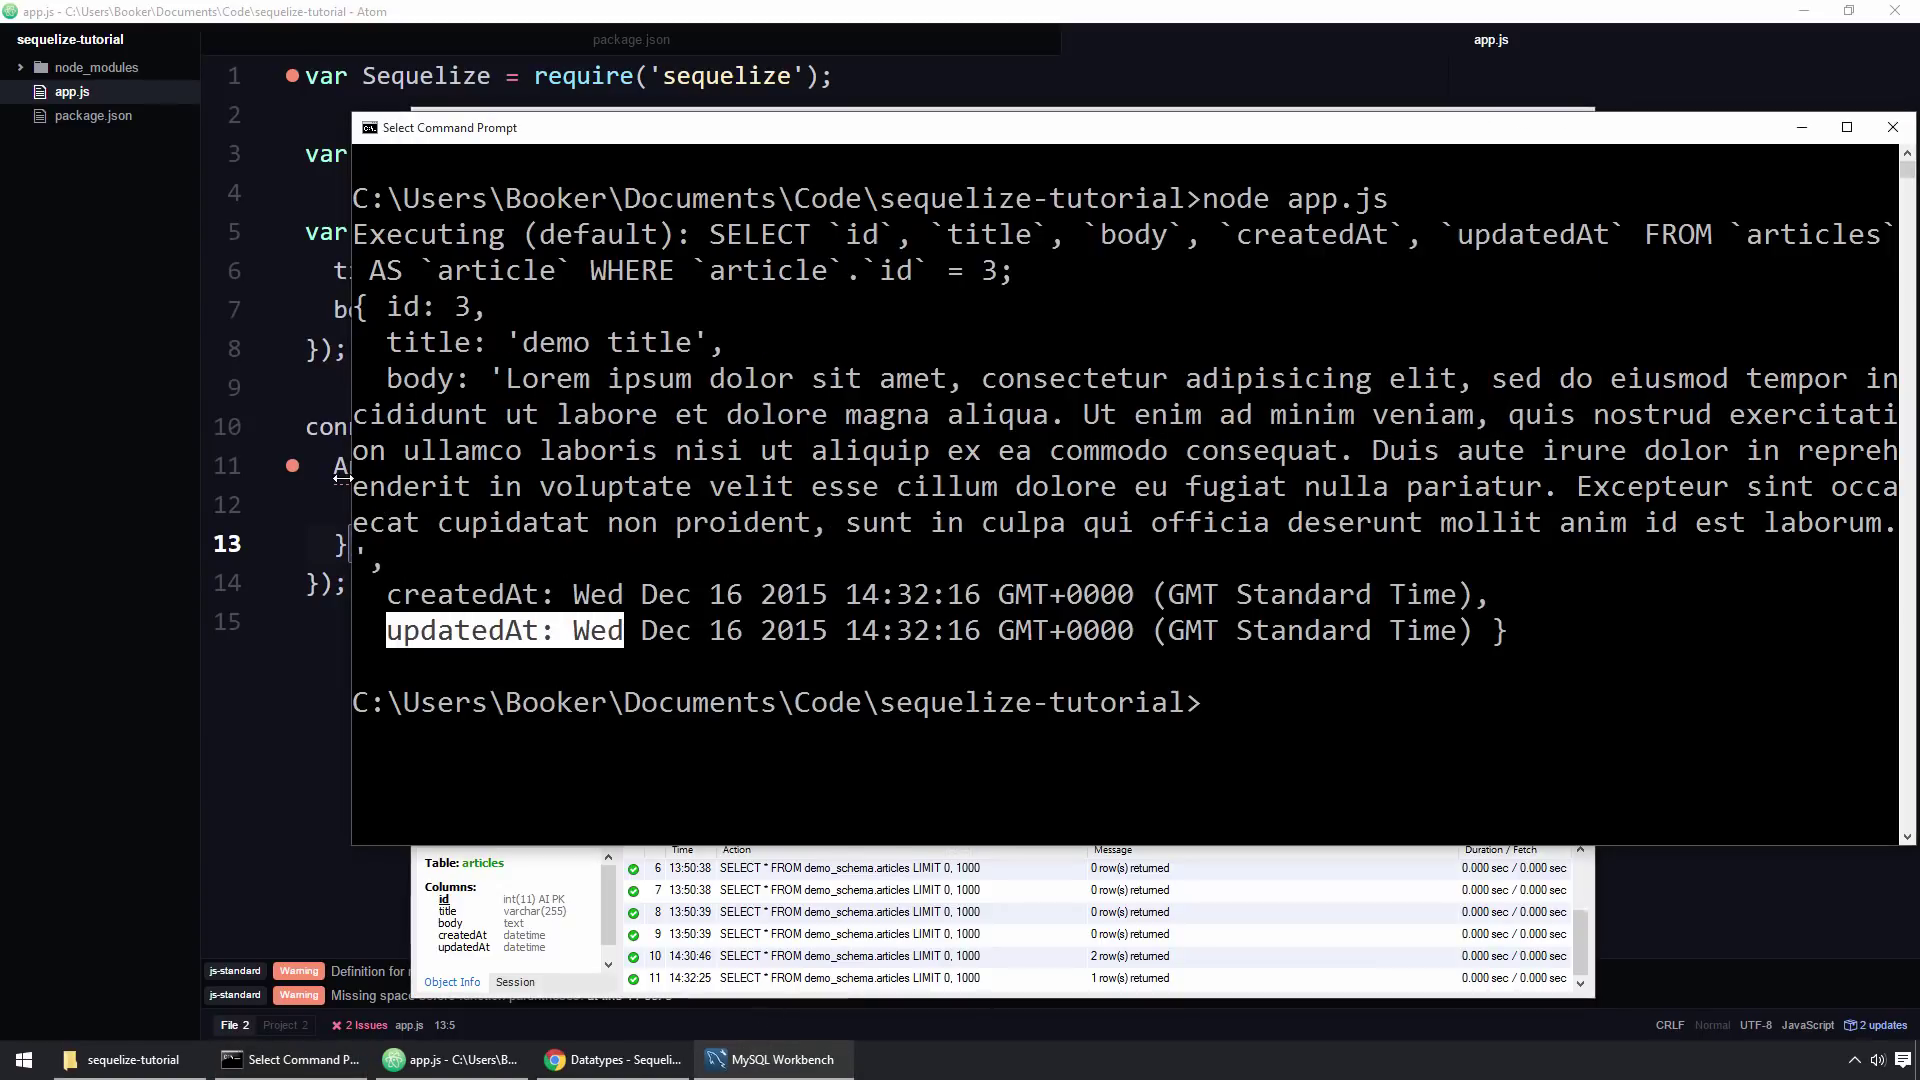 app.js - C:\Users\Booker\Documents\Code\sequelize-tutorial - Atom
sequelize-tutorial
package.json
app.js
node_modules
app.js
package.json
1 var Sequelize = require('sequelize');
2
3 var
4
5 var
6
7
8 });
9
10
11
12
13 }
14 });
15
Select Command Prompt
C:\Users\Booker\Documents\Code\sequelize-tutorial>node app.js
Executing (default): SELECT `id`, `title`, `body`, `createdAt`, `updatedAt` FROM `articles`
AS `article` WHERE `article`.`id` = 3;
{ id: 3,
title: 'demo title',
body: 'Lorem ipsum dolor sit amet, consectetur adipisicing elit, sed do eiusmod tempor in
cididunt ut labore et dolore magna aliqua. Ut enim ad minim veniam, quis nostrud exercitati
on ullamco laboris nisi ut aliquip ex ea commodo consequat. Duis aute irure dolor in repreh
enderit in voluptate velit esse cillum dolore eu fugiat nulla pariatur. Excepteur sint occa
ecat cupidatat non proident, sunt in culpa qui officia deserunt mollit anim id est laborum.
',
createdAt: Wed Dec 16 2015 14:32:16 GMT+0000 (GMT Standard Time),
updatedAt: Wed Dec 16 2015 14:32:16 GMT+0000 (GMT Standard Time) }
C:\Users\Booker\Documents\Code\sequelize-tutorial>
Table: articles
Columns:
id int(11) AI PK
title varchar(255)
body text
createdAt datetime
updatedAt datetime
Object Info Session
Time Action Message Duration / Fetch
6 13:50:38 SELECT * FROM demo_schema.articles LIMIT 0, 1000 0 row(s) returned 0.000 sec / 0.000 sec
7 13:50:38 SELECT * FROM demo_schema.articles LIMIT 0, 1000 0 row(s) returned 0.000 sec / 0.000 sec
8 13:50:39 SELECT * FROM demo_schema.articles LIMIT 0, 1000 0 row(s) returned 0.000 sec / 0.000 sec
9 13:50:39 SELECT * FROM demo_schema.articles LIMIT 0, 1000 0 row(s) returned 0.000 sec / 0.000 sec
10 14:30:46 SELECT * FROM demo_schema.articles LIMIT 0, 1000 2 row(s) returned 0.000 sec / 0.000 sec
11 14:32:25 SELECT * FROM demo_schema.articles LIMIT 0, 1000 1 row(s) returned 0.000 sec / 0.000 sec
js-standard Warning Definition for
js-standard Warning Missing space before function parentheses.
File 2 Project 2 2 Issues app.js 13:5 CRLF Normal UTF-8 JavaScript 2 updates
sequelize-tutorial Select Command P... app.js - C:\Users\B... Datatypes - Sequeli... MySQL Workbench